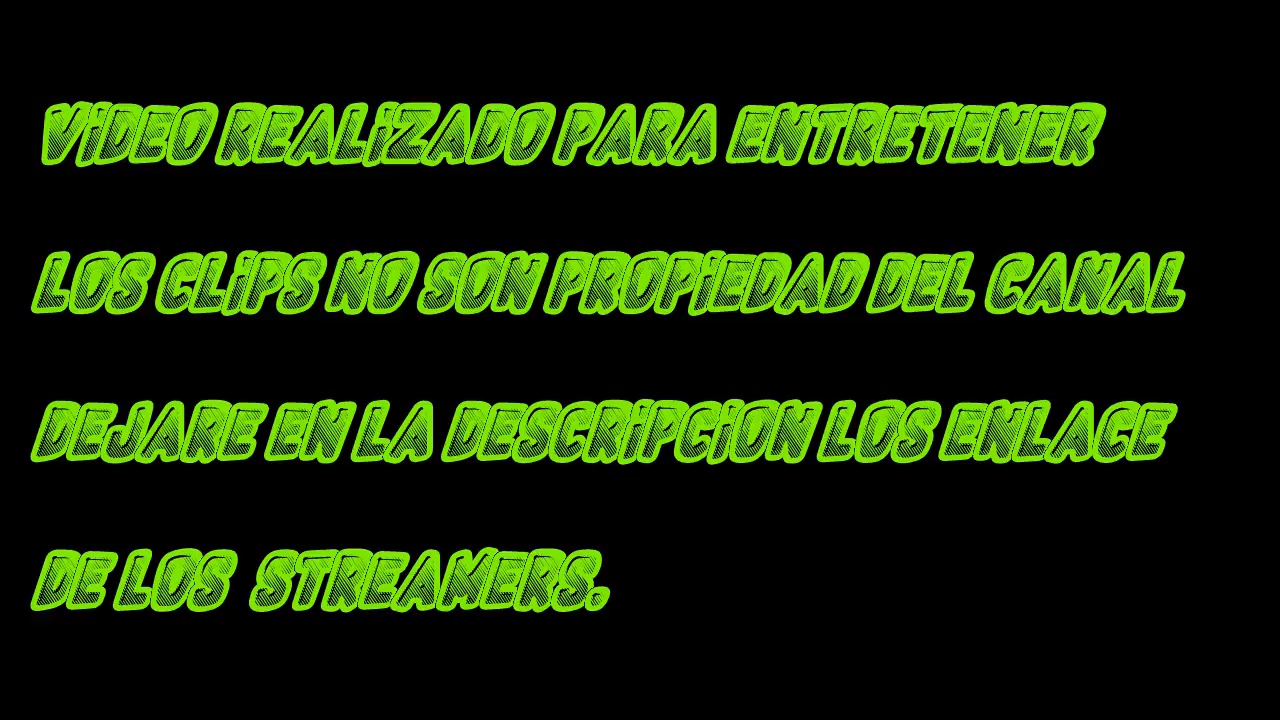 VIDEO REALIZADO PARA ENTRETENER
LOS CLIPS NO SON PROPIEDAD DEL CANAL
DEJARE EN LA DESCRIPCION LOS ENLACE
DE LOS STREAMERS.